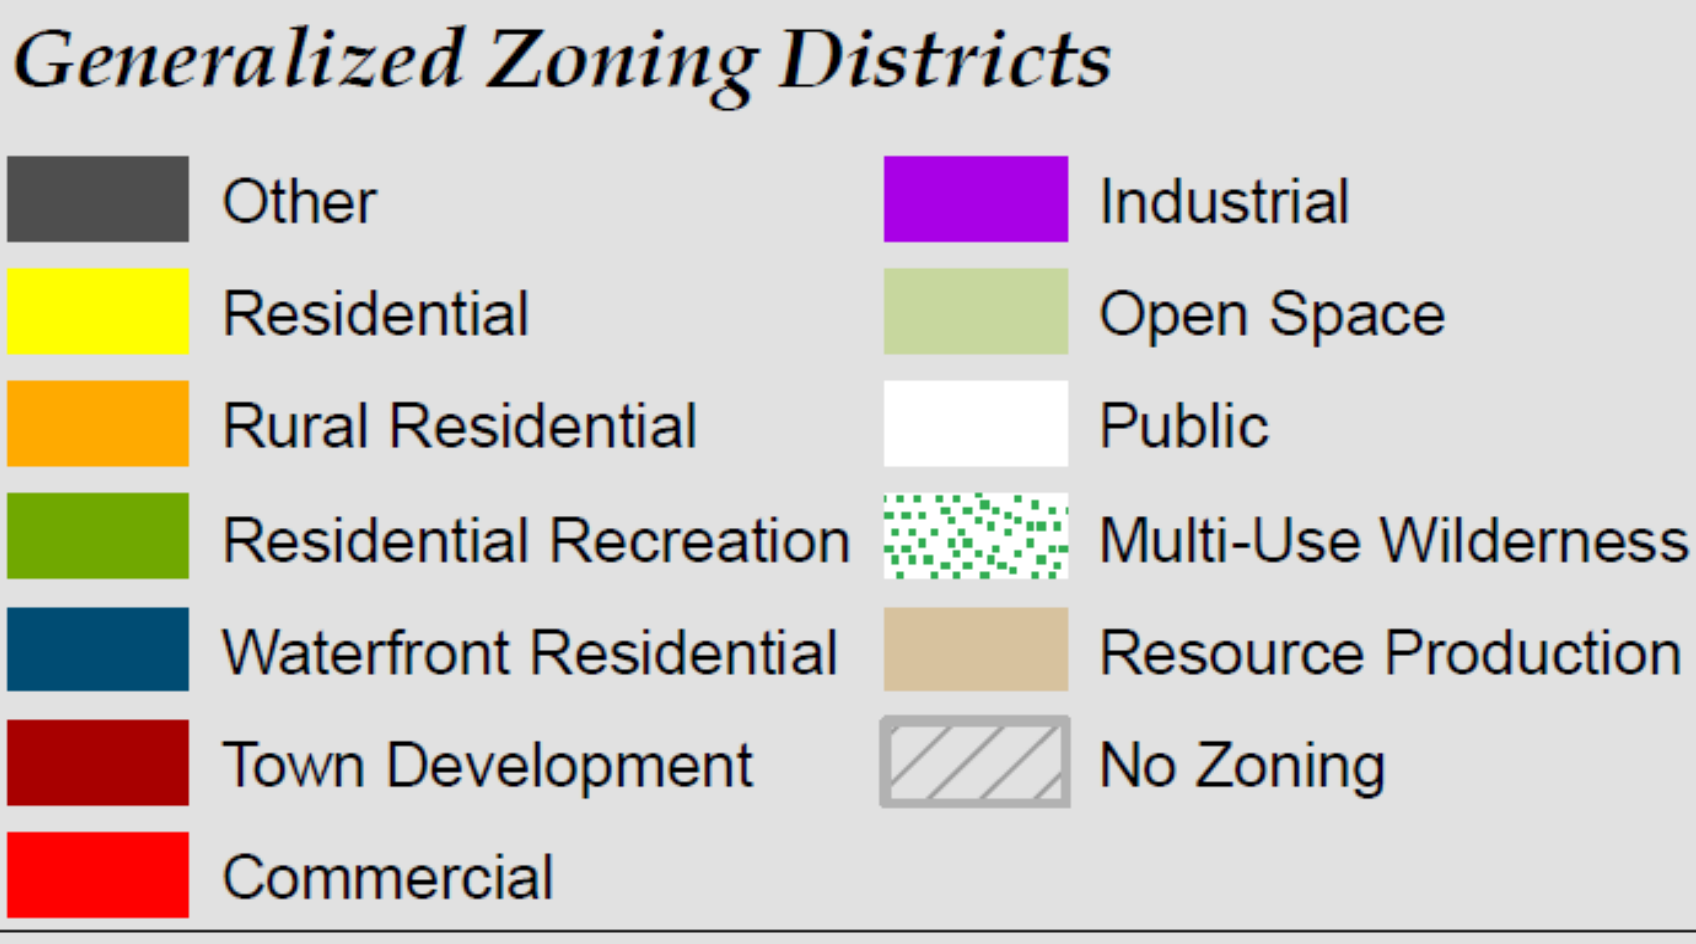 Generalized Zoning Districts
Other
Residential
Rural Residential
Residential Recreation
Waterfront Residential
Town Development
Commercial
Industrial
Open Space
Public
Multi-Use Wilderness
Resource Production
No Zoning